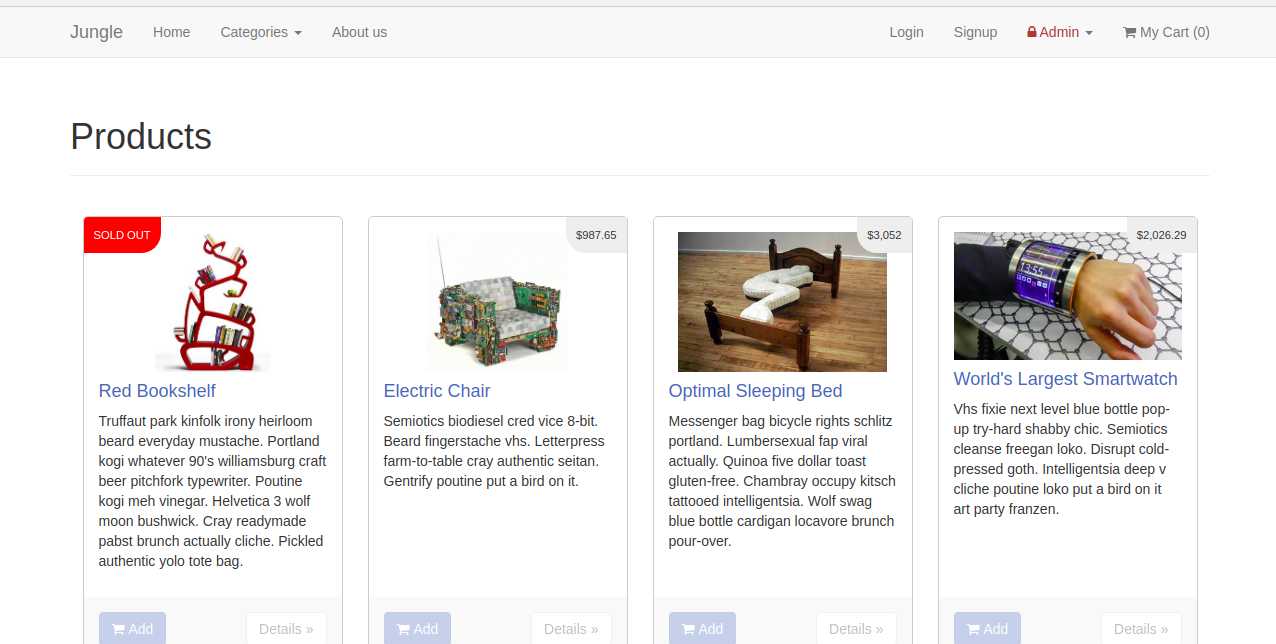 Jungle Home Categories About us Login Signup Admin My Cart (0)
Products
SOLD OUT
Red Bookshelf
Truffaut park kinfolk irony heirloom
beard everyday mustache. Portland
kogi whatever 90's williamsburg craft
beer pitchfork typewriter. Poutine
kogi meh vinegar. Helvetica 3 wolf
moon bushwick. Cray readymade
pabst brunch actually cliche. Pickled
authentic yolo tote bag.
Add Details »
$987.65
Electric Chair
Semiotics biodiesel cred vice 8-bit.
Beard fingerstache vhs. Letterpress
farm-to-table cray authentic seitan.
Gentrify poutine put a bird on it.
Add Details »
$3,052
Optimal Sleeping Bed
Messenger bag bicycle rights schlitz
portland. Lumbersexual fap viral
actually. Quinoa five dollar toast
gluten-free. Chambray occupy kitsch
tattooed intelligentsia. Wolf swag
blue bottle cardigan locavore brunch
pour-over.
Add Details »
$2,026.29
13:55
World's Largest Smartwatch
Vhs fixie next level blue bottle pop-
up try-hard shabby chic. Semiotics
cleanse freegan loko. Disrupt cold-
pressed goth. Intelligentsia deep v
cliche poutine loko put a bird on it
art party franzen.
Add Details »